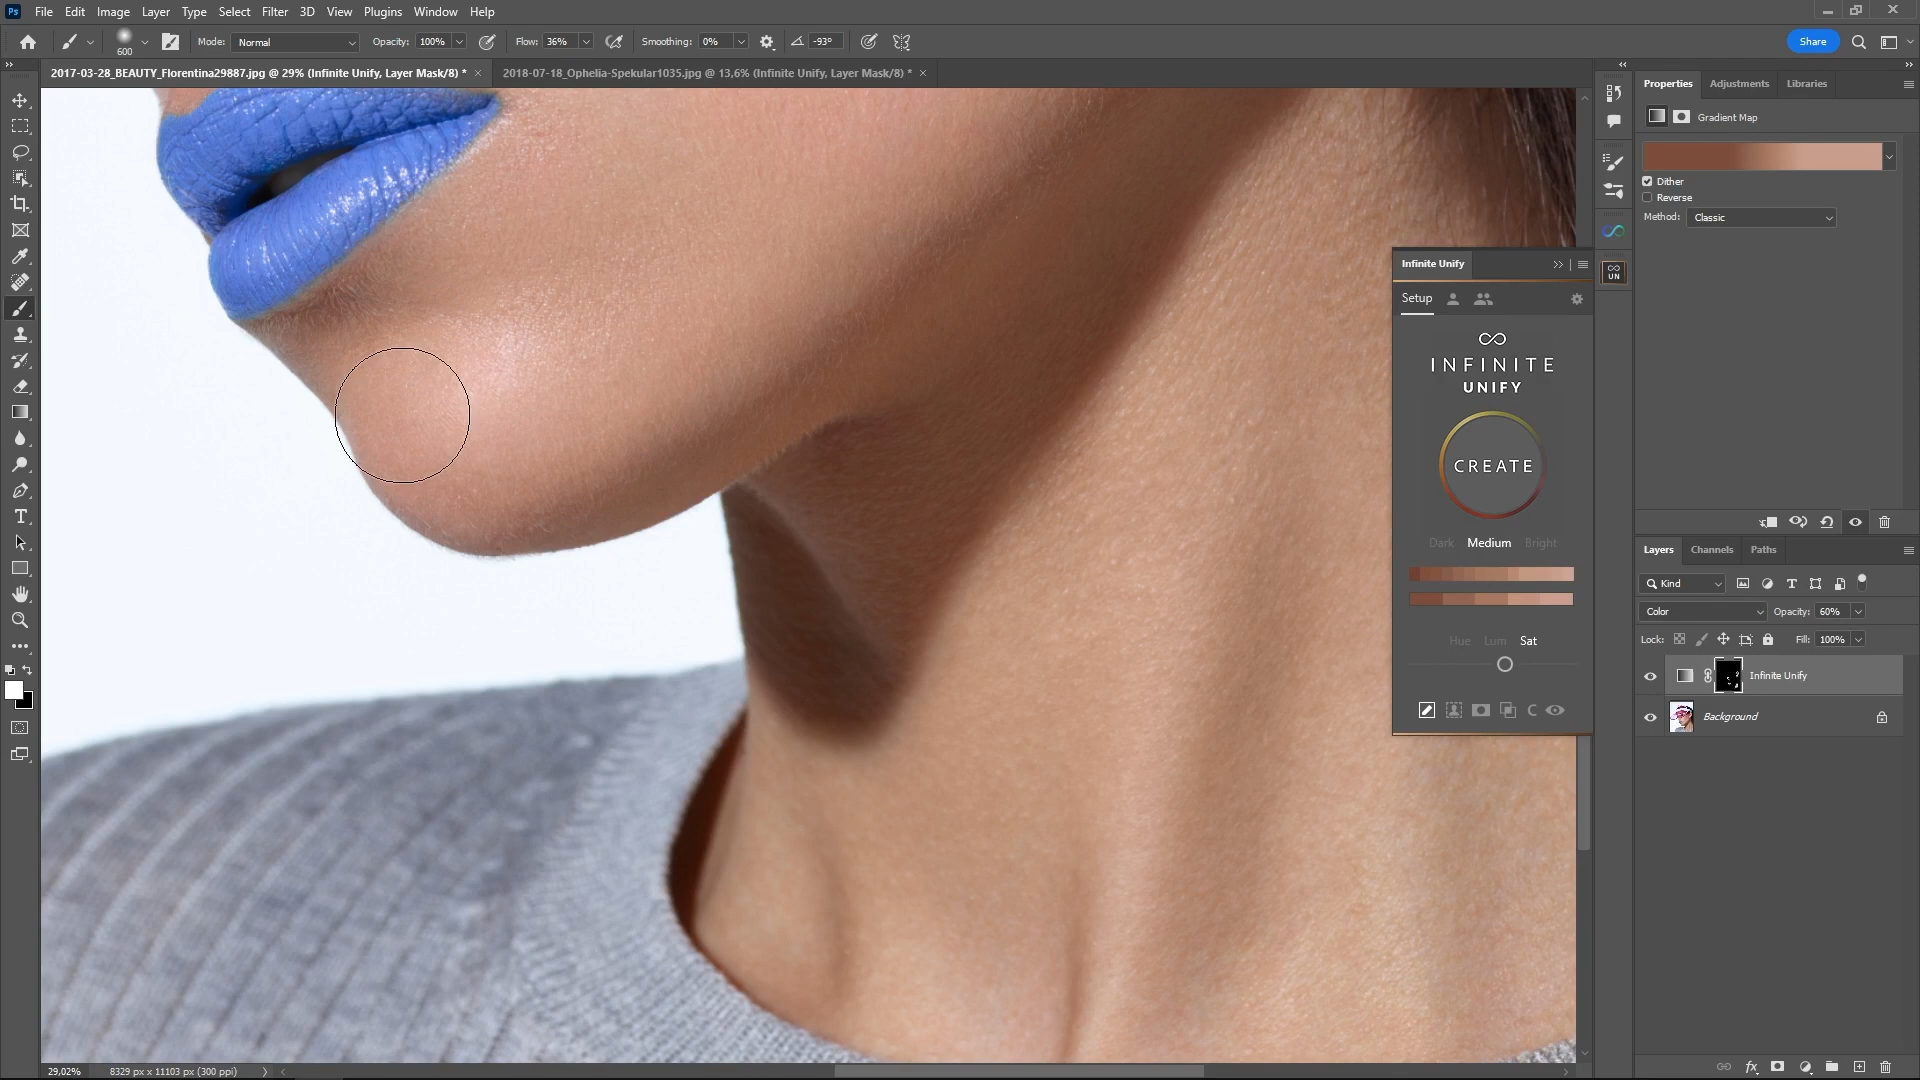 Ps File Edit Image Layer Type Select Filter 3D View Plugins Window Help
600 Mode: Normal Opacity: 100% Flow: 36% Smoothing: 0% -93° Share
2017-03-28_BEAUTY_Florentina29887.jpg @ 29% (Infinite Unify, Layer Mask/8) * × 2018-07-18_Ophelia-Spekular1035.jpg @ 13,6% (Infinite Unify, Layer Mask/8) * ×
Properties Adjustments Libraries
Gradient Map
Dither
Reverse
Method: Classic
Infinite Unify
UN
Setup
INFINITE
UNIFY
CREATE
Dark Medium Bright
Hue Lum Sat
C
Layers Channels Paths
Kind
Color Opacity: 60%
Lock: Fill: 100%
Infinite Unify
Background
fx
29,02% 8329 px x 11103 px (300 ppi)